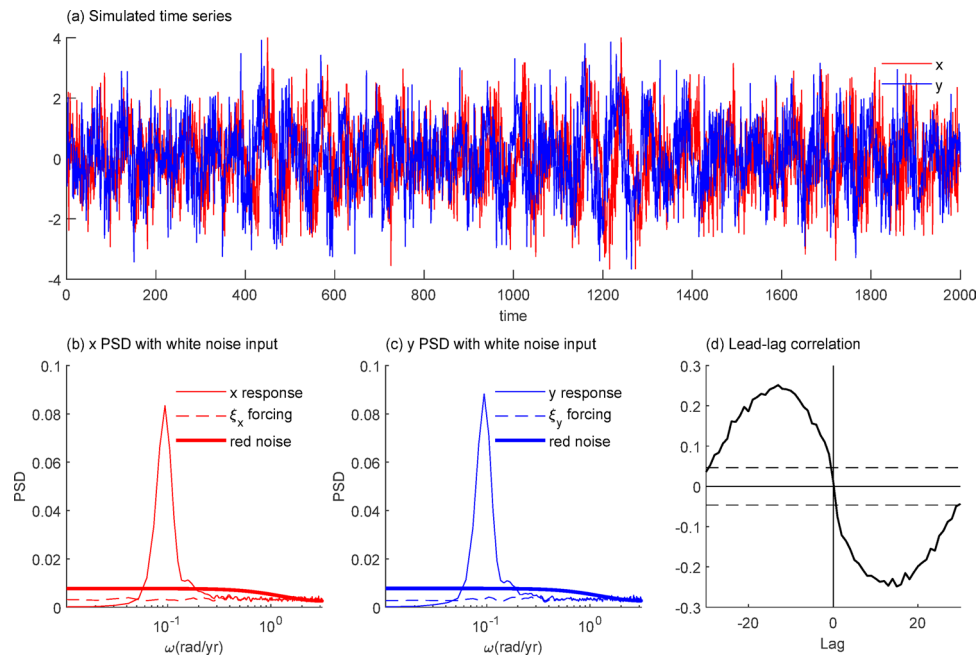 (a) Simulated time series
4
2
0
-2
-4
x
y
0 200 400 600 800 1000 1200 1400 1600 1800 2000
time
(b) x PSD with white noise input
0.1
0.08
0.06
0.04
0.02
0
PSD
x response
ξx forcing
red noise
10⁻¹ 10⁰
ω(rad/yr)
(c) y PSD with white noise input
0.1
0.08
0.06
0.04
0.02
0
PSD
y response
ξy forcing
red noise
10⁻¹ 10⁰
ω(rad/yr)
(d) Lead-lag correlation
0.3
0.2
0.1
0
-0.1
-0.2
-0.3
-20 0 20
Lag